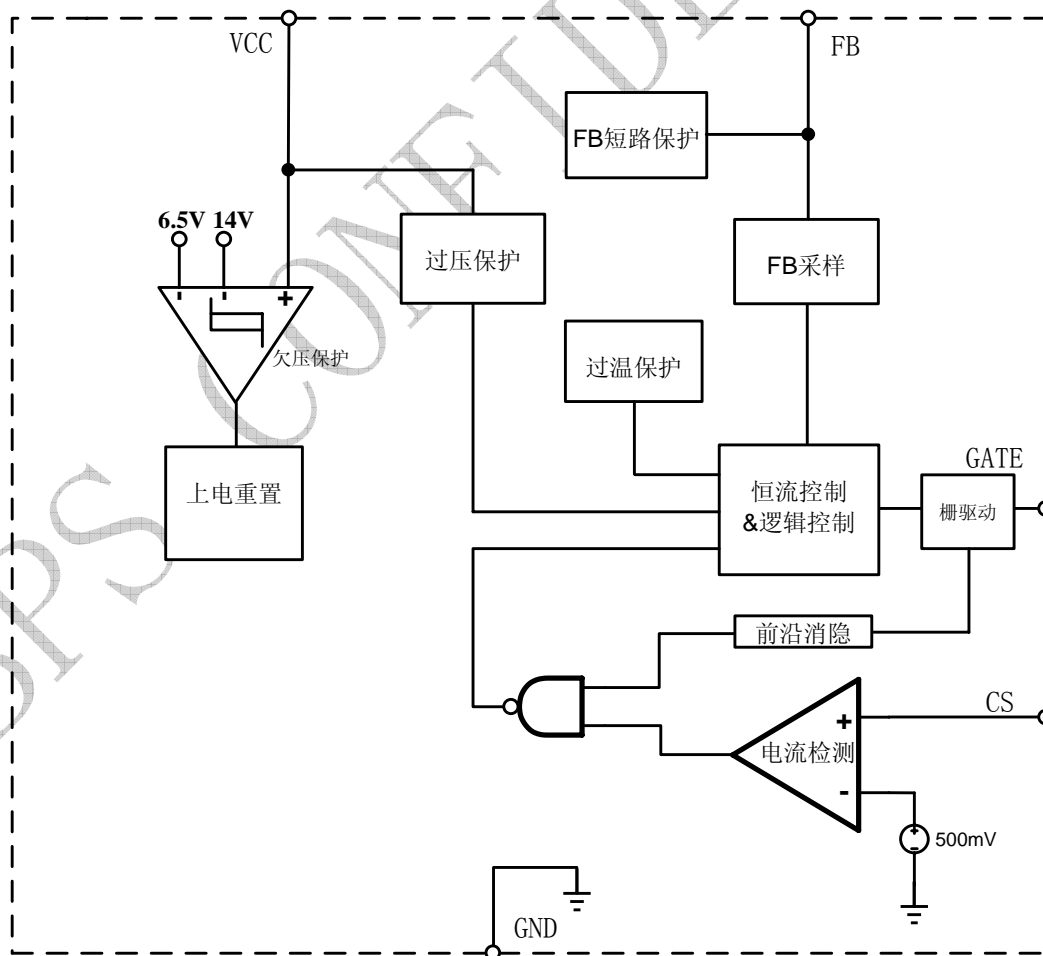 VCC
FB
FB短路保护
6.5V 14V
过压保护
FB采样
- - +
欠压保护
过温保护
上电重置
恒流控制
&逻辑控制
GATE
栅驱动
前沿消隐
CS
+
电流检测
-
+
500mV
-
GND